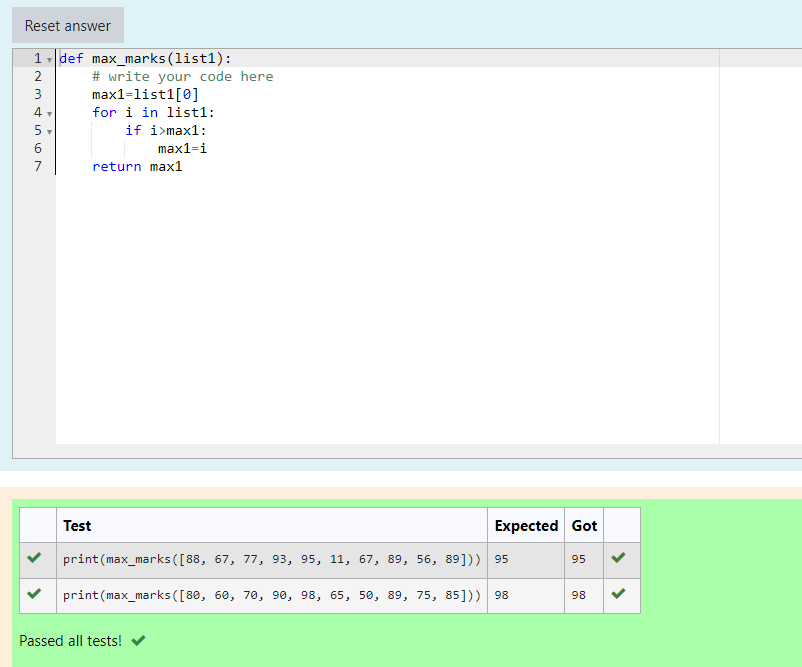 Reset answer
1 def max_marks(list1):
2     # write your code here
3     max1=list1[0]
4     for i in list1:
5         if i>max1:
6             max1=i
7     return max1
Test Expected Got
print(max_marks([88, 67, 77, 93, 95, 11, 67, 89, 56, 89])) 95 95
print(max_marks([80, 60, 70, 90, 98, 65, 50, 89, 75, 85])) 98 98
Passed all tests!